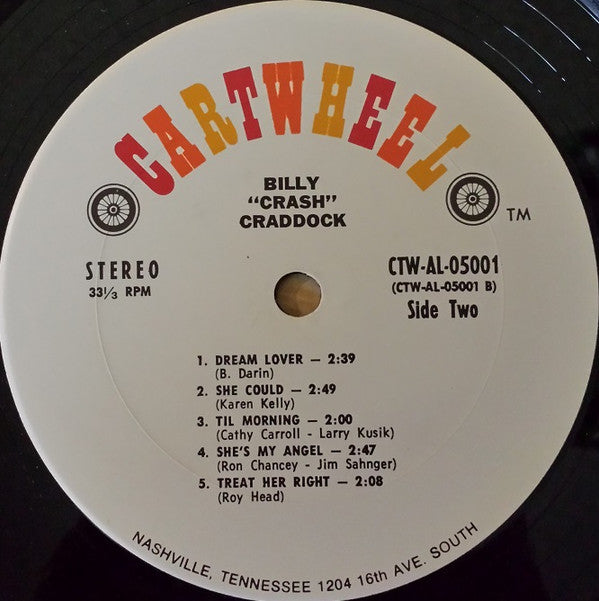 CARTWHEEL
TM
BILLY
"CRASH"
CRADDOCK
STEREO
33⅓ RPM
CTW-AL-05001
(CTW-AL-05001 B)
Side Two
1. DREAM LOVER — 2:39
(B. Darin)
2. SHE COULD — 2:49
(Karen Kelly)
3. TIL MORNING — 2:00
(Cathy Carroll - Larry Kusik)
4. SHE'S MY ANGEL — 2:47
(Ron Chancey - Jim Sahnger)
5. TREAT HER RIGHT — 2:08
(Roy Head)
NASHVILLE, TENNESSEE 1204 16th AVE. SOUTH